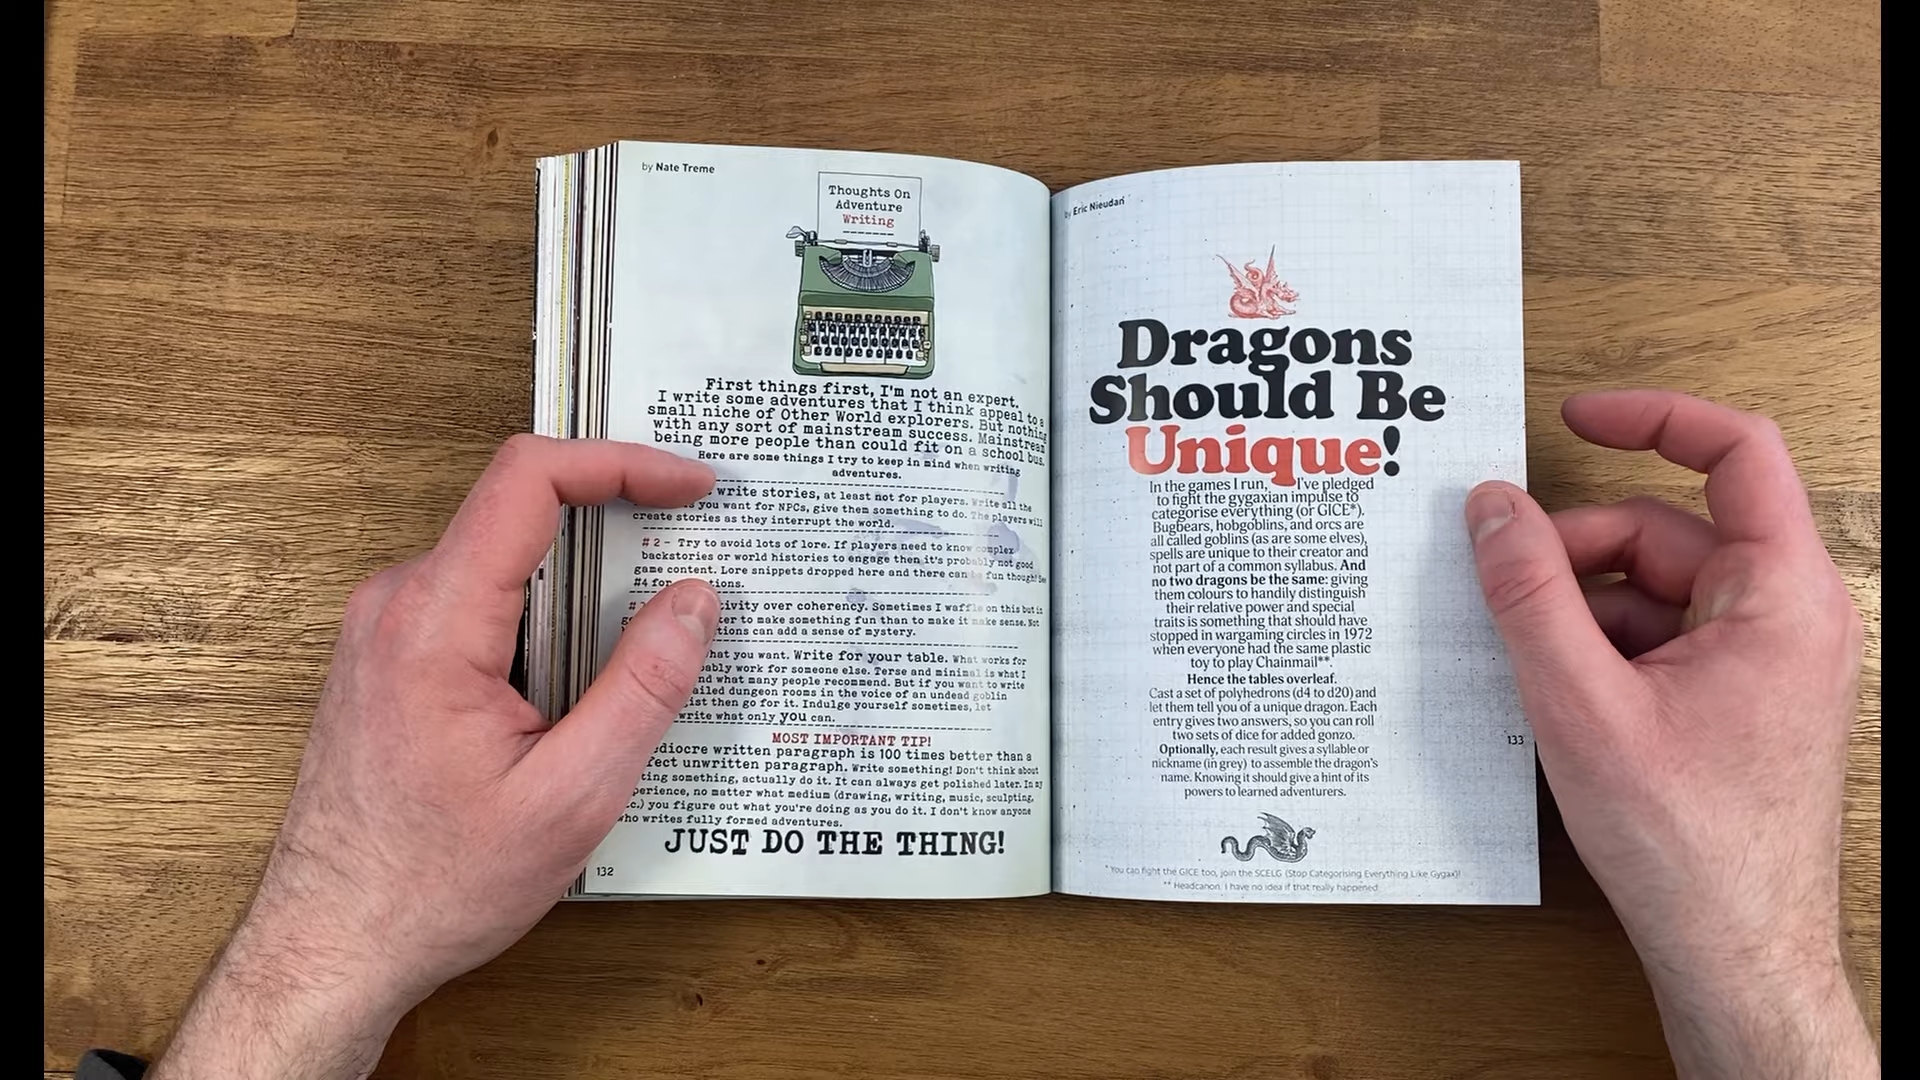 by Nate Treme
Thoughts On
Adventure
Writing
First things first, I'm not an expert.
I write some adventures that I think appeal to a
small niche of Other World explorers. But nothing
with any sort of mainstream success. Mainstream
being more people than could fit on a school bus.
Here are some things I try to keep in mind when writing
adventures.
write stories, at least not for players. Write all the
you want for NPCs, give them something to do. The players will
create stories as they interrupt the world.
#2 - Try to avoid lots of lore. If players need to know complex
backstories or world histories to engage then it's probably not good
game content. Lore snippets dropped here and there can be fun though! See
#4 for
over coherency. Sometimes I waffle on this but in
to make something fun than to make it make sense. Not
can add a sense of mystery.
what you want. Write for your table. What works for
work for someone else. Terse and minimal is what I
and what many people recommend. But if you want to write
dungeon rooms in the voice of an undead goblin
then go for it. Indulge yourself sometimes, let
write what only you can.
MOST IMPORTANT TIP!
written paragraph is 100 times better than a
unwritten paragraph. Write something! Don't think about
something, actually do it. It can always get polished later. In my
no matter what medium (drawing, writing, music, sculpting,
you figure out what you're doing as you do it. I don't know anyone
who writes fully formed adventures.
JUST DO THE THING!
132
by Eric Nieudan
Dragons
Should Be
Unique!
In the games I run, I've pledged
to fight the gygaxian impulse to
categorise everything (or GICE*).
Bugbears, hobgoblins, and orcs are
all called goblins (as are some elves),
spells are unique to their creator and
not part of a common syllabus. And
no two dragons be the same: giving
them colours to handily distinguish
their relative power and special
traits is something that should have
stopped in wargaming circles in 1972
when everyone had the same plastic
toy to play Chainmail**.
Hence the tables overleaf.
Cast a set of polyhedrons (d4 to d20) and
let them tell you of a unique dragon. Each
entry gives two answers, so you can roll
two sets of dice for added gonzo.
Optionally, each result gives a syllable or
nickname (in grey) to assemble the dragon's
name. Knowing it should give a hint of its
powers to learned adventurers.
133
* You can fight the GICE too, join the SCELG (Stop Categorising Everything Like Gygax)!
** Headcanon. I have no idea if that really happened.